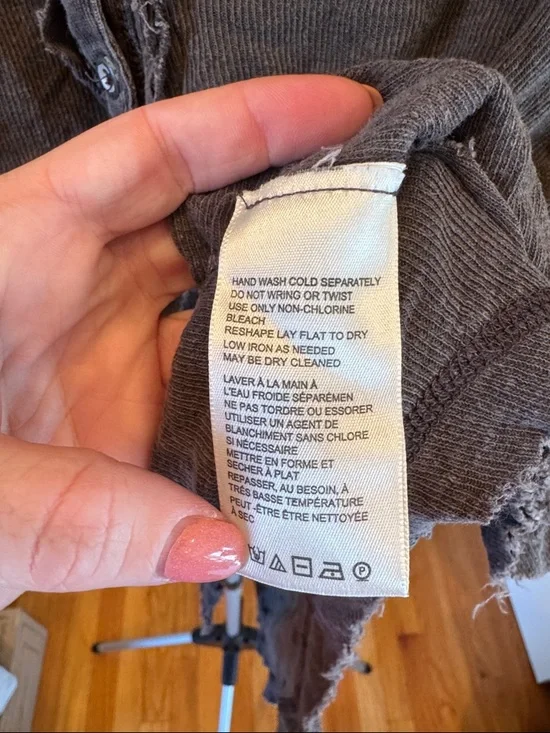 HAND WASH COLD SEPARATELY
DO NOT WRING OR TWIST
USE ONLY NON-CHLORINE
BLEACH
RESHAPE LAY FLAT TO DRY
LOW IRON AS NEEDED
MAY BE DRY CLEANED
LAVER À LA MAIN À
L'EAU FROIDE SÉPARÉMEN
NE PAS TORDRE OU ESSORER
UTILISER UN AGENT DE
BLANCHIMENT SANS CHLORE
SI NÉCESSAIRE
METTRE EN FORME ET
SECHER À PLAT
REPASSER, AU BESOIN, À
TRÉS BASSE TEMPÉRATURE
PEUT -ÊTRE ÊTRE NETTOYÉE
À SEC
P